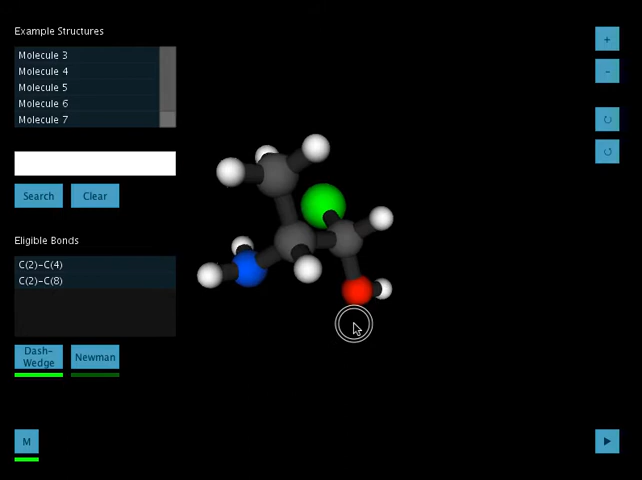 Example Structures
Molecule 3
Molecule 4
Molecule 5
Molecule 6
Molecule 7
Search
Clear
Eligible Bonds
C(2)-C(4)
C(2)-C(8)
Dash-
Wedge
Newman
M
+
-